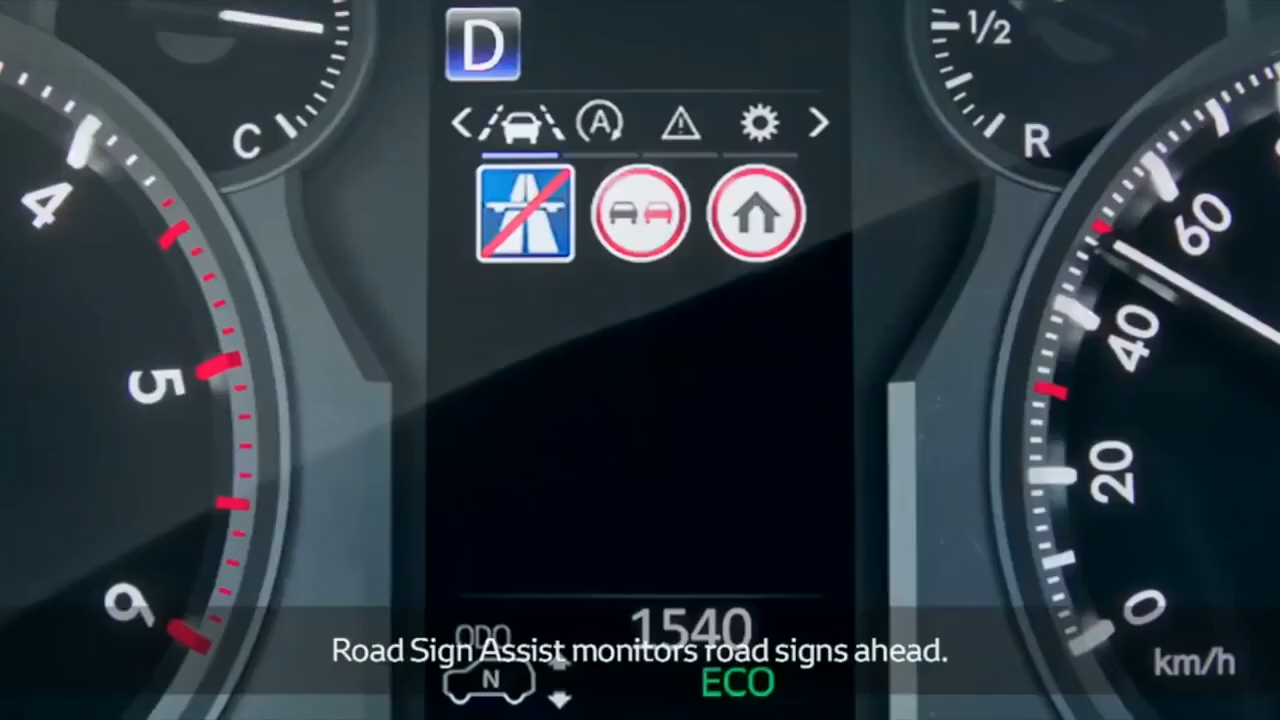 D
1/2
C
A
R
4
60
5
40
20
6
0
ODO
1540
Road Sign Assist monitors road signs ahead.
N
ECO
km/h